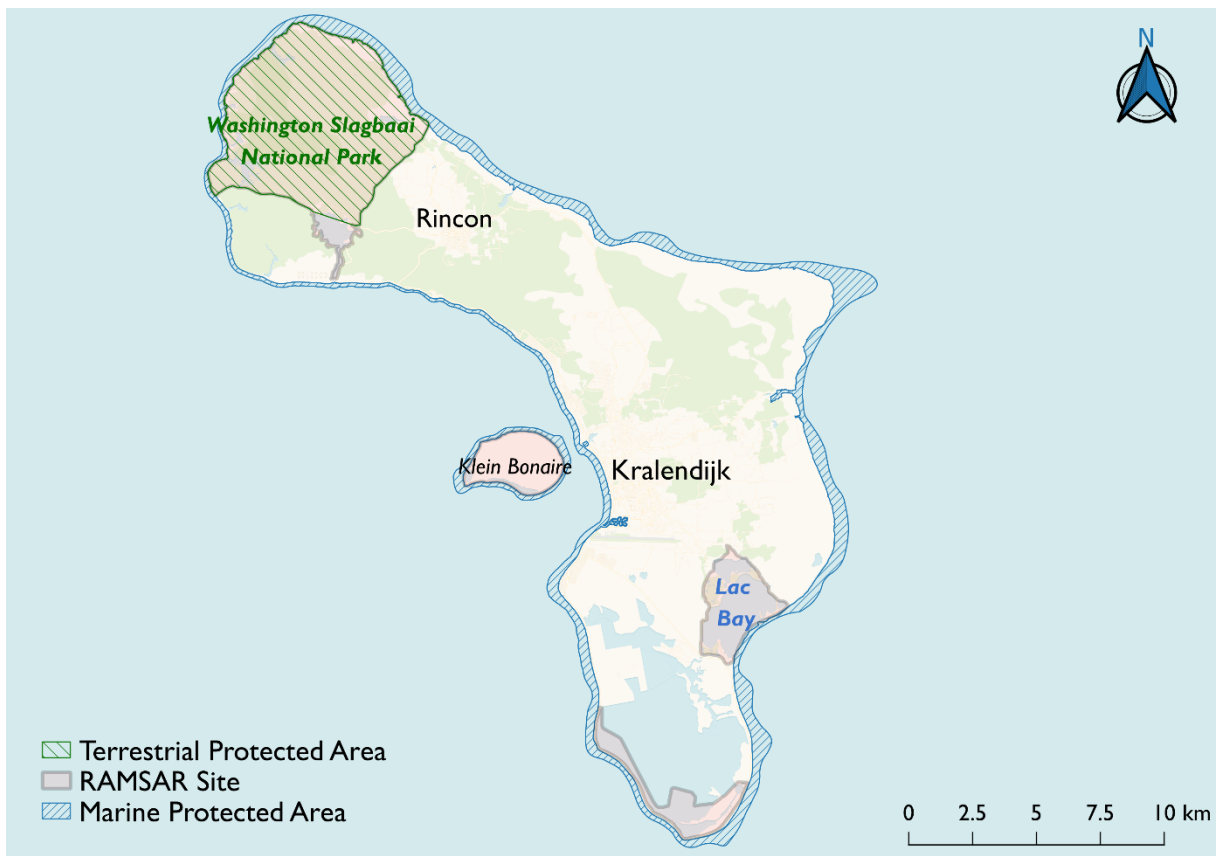 N
Washington Slagbaai
National Park
Rincon
Klein Bonaire
Kralendijk
Lac
Bay
Terrestrial Protected Area
RAMSAR Site
Marine Protected Area
0 2.5 5 7.5 10 km